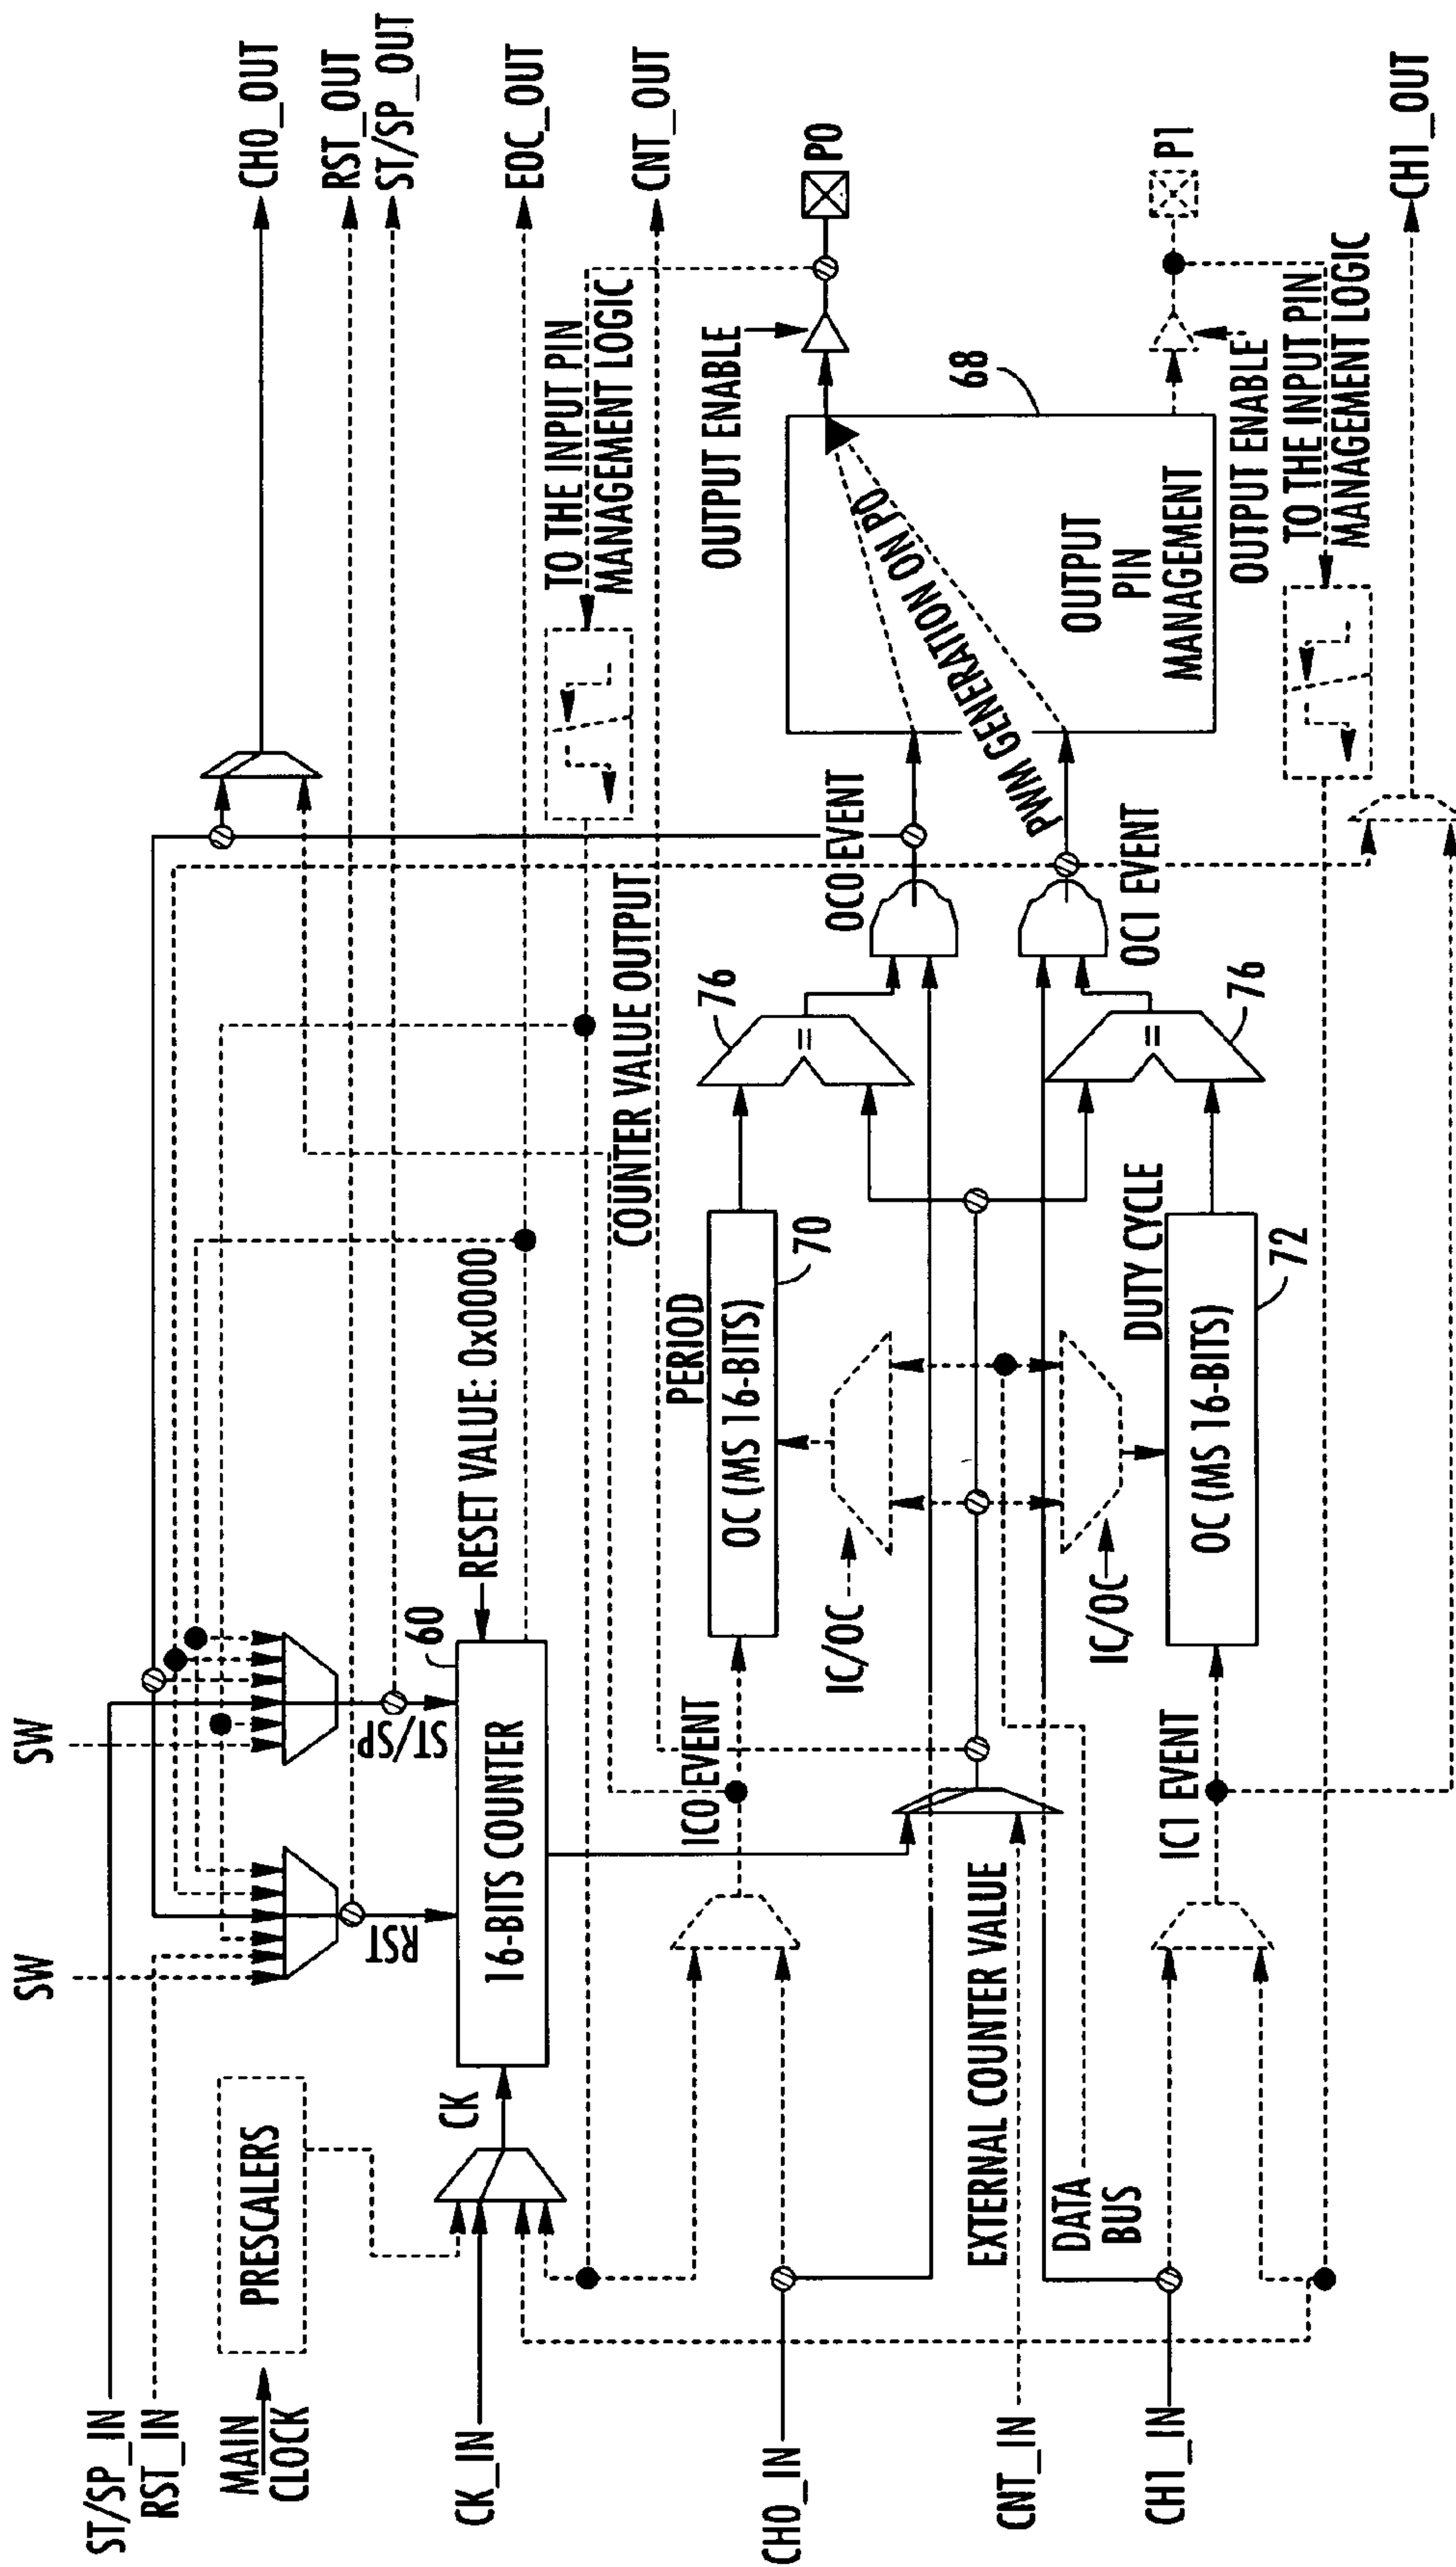 SW
SW
ST/SP_IN
RST_IN
MAIN
CLOCK
PRESCALERS
CK_IN
CK
RST
ST/SP
16-BITS COUNTER
60
RESET VALUE: 0x0000
CH0_OUT
RST_OUT
ST/SP_OUT
EOC_OUT
CNT_OUT
TO THE INPUT PIN
MANAGEMENT LOGIC
COUNTER VALUE OUTPUT
CH0_IN
IC0 EVENT
PERIOD
OC (MS 16-BITS)
70
76
OC0 EVENT
OUTPUT ENABLE
P0
IC/OC
PWM GENERATION ON P0
68
OUTPUT
PIN
MANAGEMENT
CNT_IN
EXTERNAL COUNTER VALUE
DATA
BUS
IC/OC
DUTY CYCLE
OC (MS 16-BITS)
72
76
OC1 EVENT
P1
OUTPUT ENABLE
TO THE INPUT PIN
MANAGEMENT LOGIC
CH1_IN
IC1 EVENT
CH1_OUT
=
=